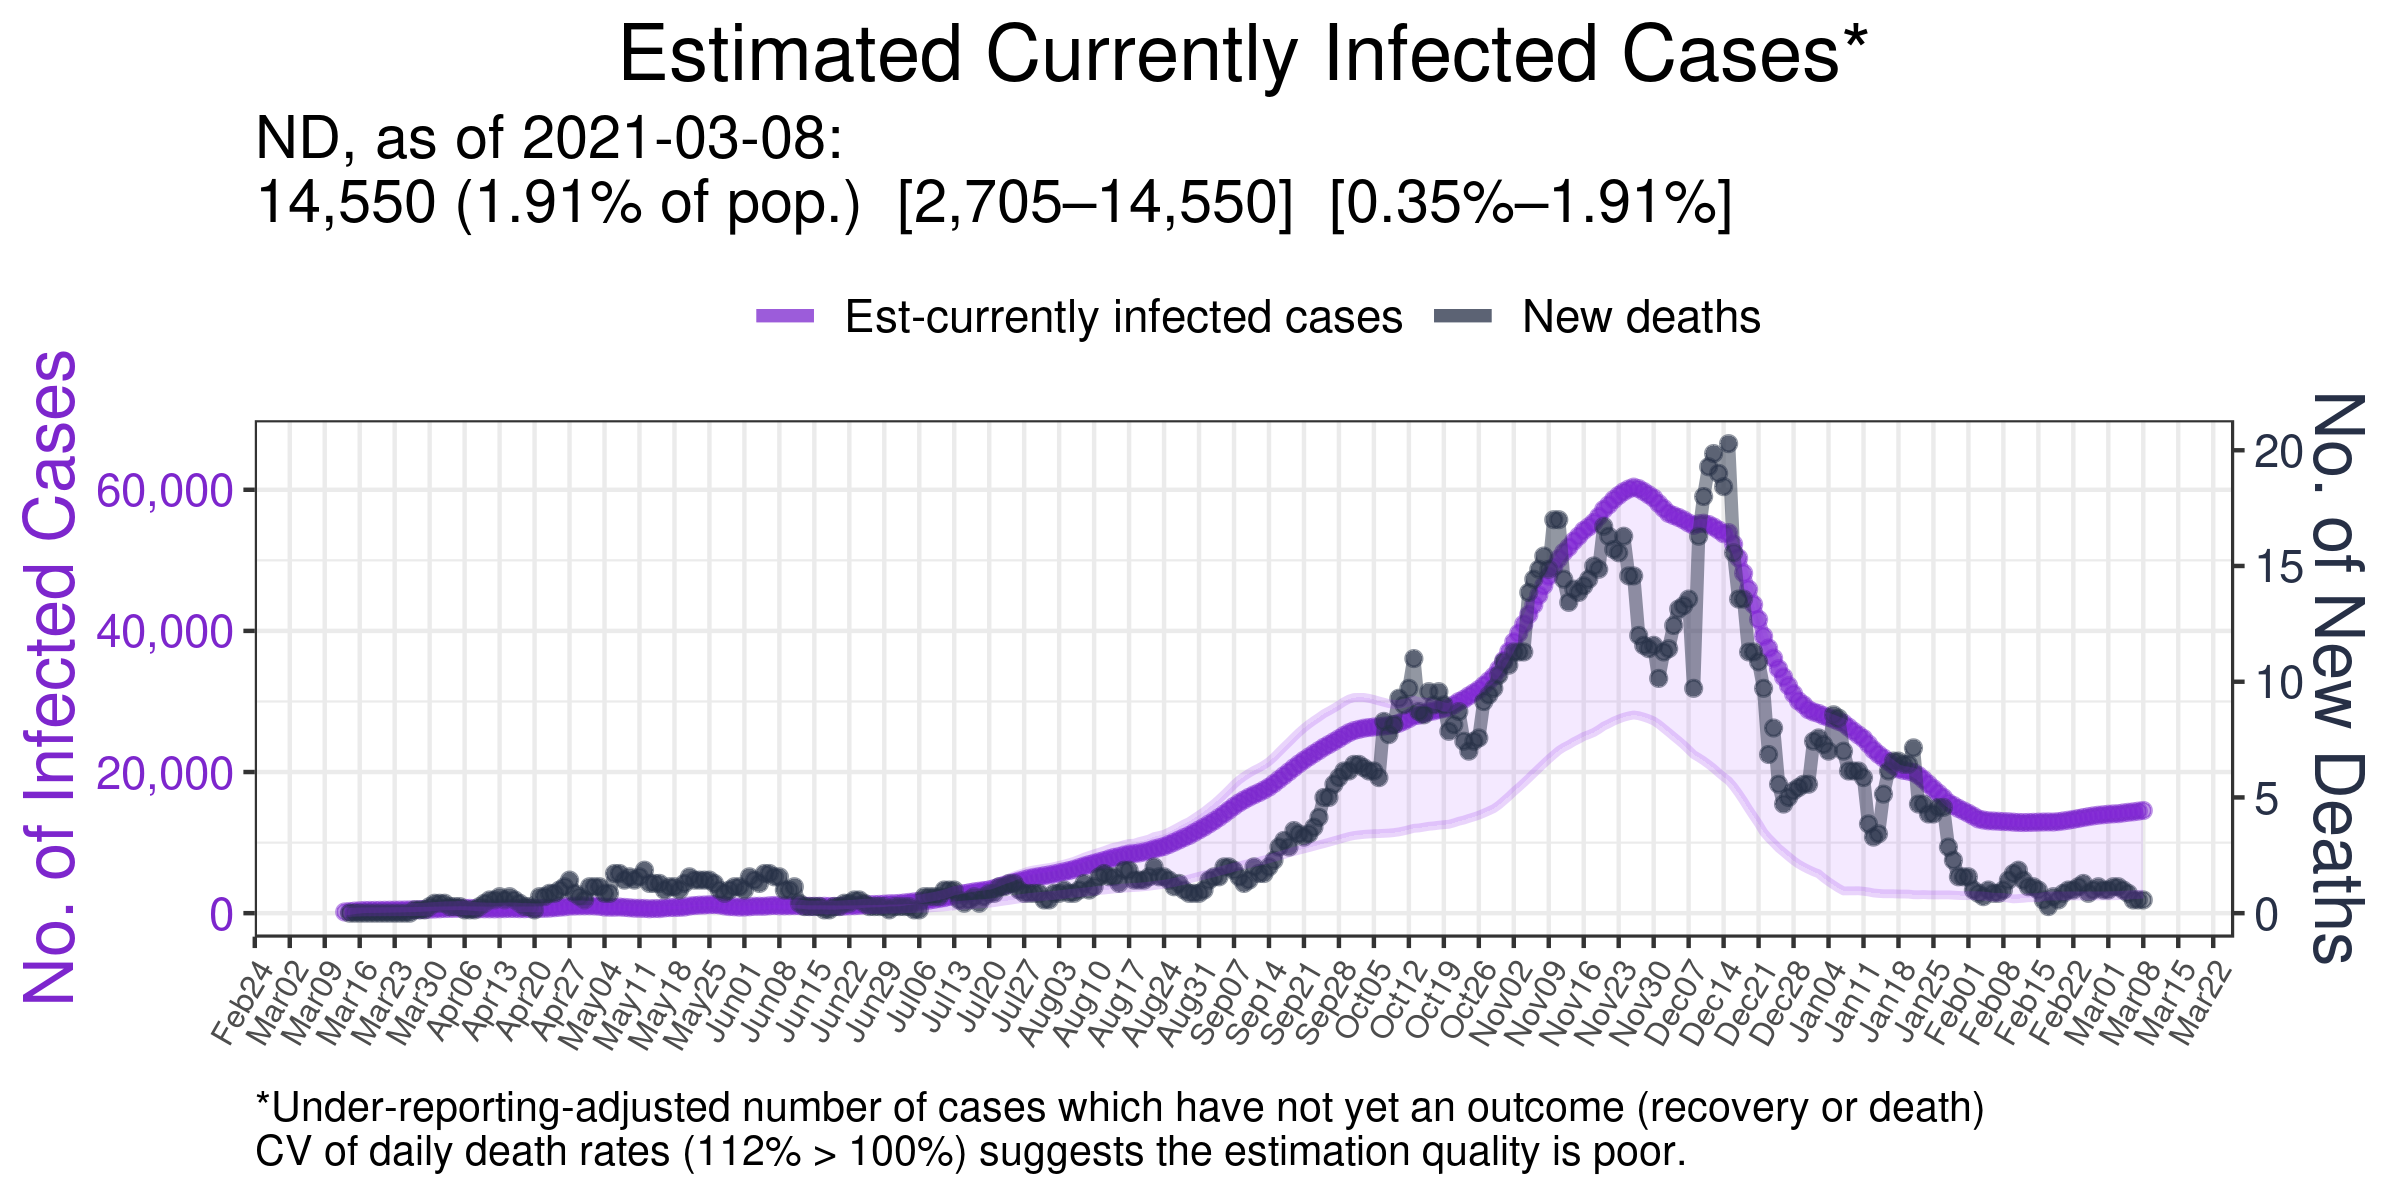 Estimated Currently Infected Cases*
ND, as of 2021-03-08:
14,550 (1.91% of pop.)  [2,705–14,550]  [0.35%–1.91%]
Est-currently infected cases
New deaths
No. of Infected Cases
60,000
40,000
20,000
0
20
15
10
5
0
No. of New Deaths
Feb24
Mar02
Mar09
Mar16
Mar23
Mar30
Apr06
Apr13
Apr20
Apr27
May04
May11
May18
May25
Jun01
Jun08
Jun15
Jun22
Jun29
Jul06
Jul13
Jul20
Jul27
Aug03
Aug10
Aug17
Aug24
Aug31
Sep07
Sep14
Sep21
Sep28
Oct05
Oct12
Oct19
Oct26
Nov02
Nov09
Nov16
Nov23
Nov30
Dec07
Dec14
Dec21
Dec28
Jan04
Jan11
Jan18
Jan25
Feb01
Feb08
Feb15
Feb22
Mar01
Mar08
Mar15
Mar22
*Under-reporting-adjusted number of cases which have not yet an outcome (recovery or death)
CV of daily death rates (112% > 100%) suggests the estimation quality is poor.